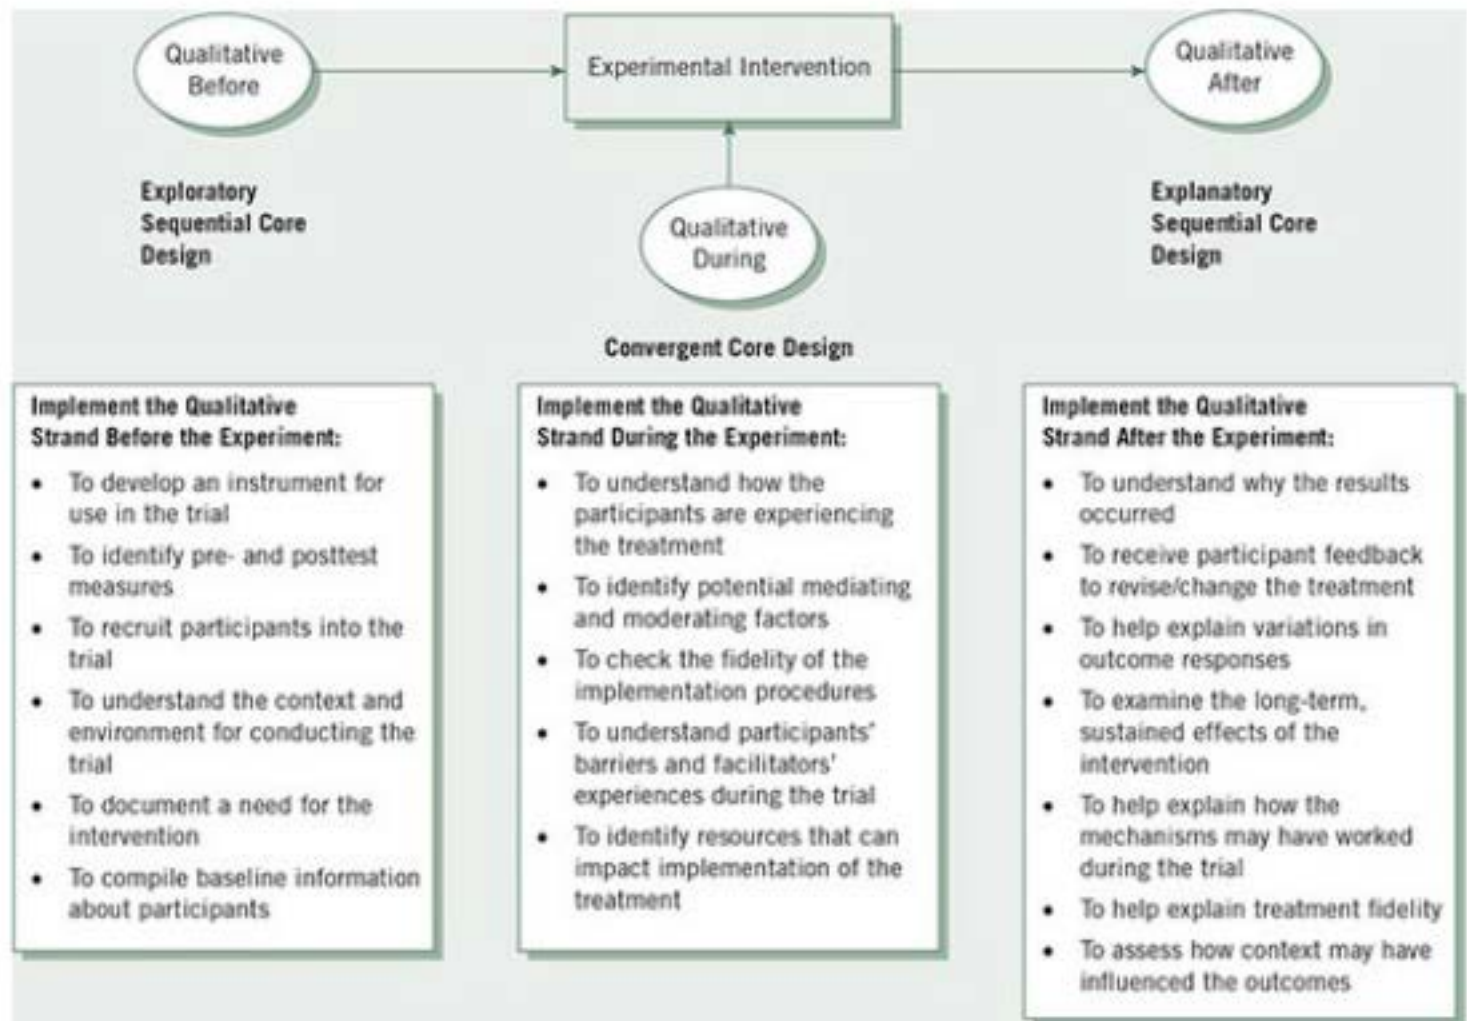 Qualitative
Before
Experimental Intervention
Qualitative
After
Exploratory
Sequential Core
Design
Qualitative
During
Explanatory
Sequential Core
Design
Convergent Core Design
Implement the Qualitative
Strand Before the Experiment:
• To develop an instrument for
use in the trial
• To identify pre- and posttest
measures
• To recruit participants into the
trial
• To understand the context and
environment for conducting the
trial
• To document a need for the
intervention
• To compile baseline information
about participants
Implement the Qualitative
Strand During the Experiment:
• To understand how the
participants are experiencing
the treatment
• To identify potential mediating
and moderating factors
• To check the fidelity of the
implementation procedures
• To understand participants'
barriers and facilitators'
experiences during the trial
• To identify resources that can
impact implementation of the
treatment
Implement the Qualitative
Strand After the Experiment:
• To understand why the results
occurred
• To receive participant feedback
to revise/change the treatment
• To help explain variations in
outcome responses
• To examine the long-term,
sustained effects of the
intervention
• To help explain how the
mechanisms may have worked
during the trial
• To help explain treatment fidelity
• To assess how context may have
influenced the outcomes